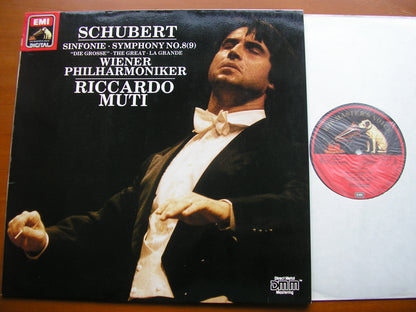 EMI
DIGITAL
SCHUBERT
SINFONIE · SYMPHONY NO.8(9)
"DIE GROSSE" · THE GREAT · LA GRANDE
WIENER
PHILHARMONIKER
RICCARDO
MUTI
Direct Metal
DMM
Mastering